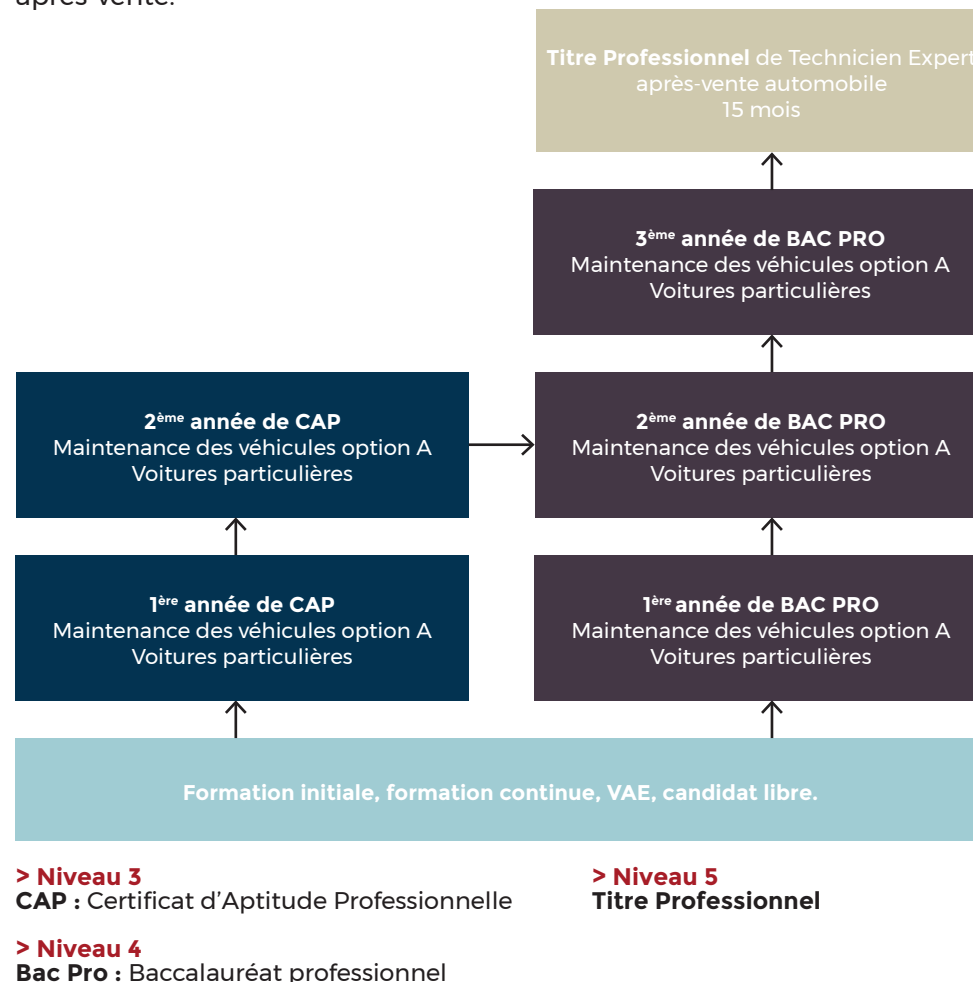 après-vente.
Titre Professionnel de Technicien Expert
après-vente automobile
15 mois
3ème année de BAC PRO
Maintenance des véhicules option A
Voitures particulières
2ème année de CAP
Maintenance des véhicules option A
Voitures particulières
2ème année de BAC PRO
Maintenance des véhicules option A
Voitures particulières
1ère année de CAP
Maintenance des véhicules option A
Voitures particulières
1ère année de BAC PRO
Maintenance des véhicules option A
Voitures particulières
Formation initiale, formation continue, VAE, candidat libre.
> Niveau 3
CAP : Certificat d'Aptitude Professionnelle
> Niveau 4
Bac Pro : Baccalauréat professionnel
> Niveau 5
Titre Professionnel